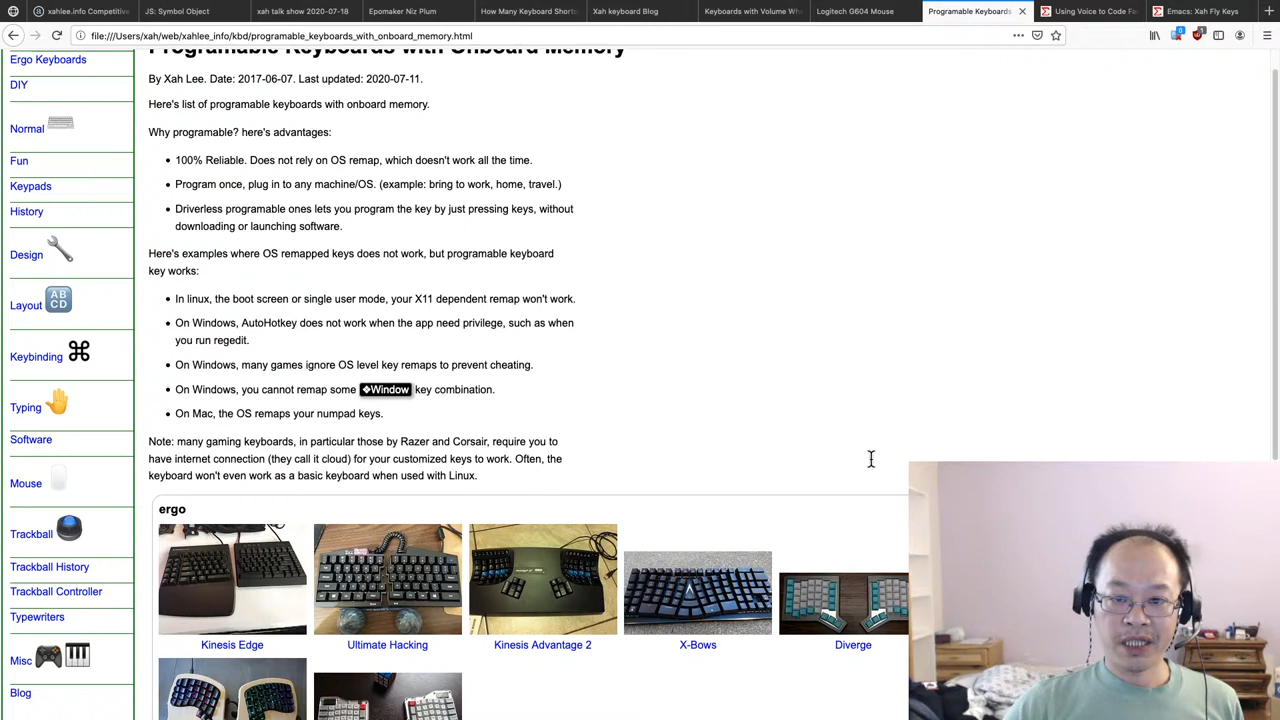 xahlee.info Competitive
JS: Symbol Object
xah talk show 2020-07-18
Epomaker Niz Plum
How Many Keyboard Shorts
Xah keyboard Blog
Keyboards with Volume Wh
Logitech G604 Mouse
Programable Keyboards
Using Voice to Code Fa
Emacs: Xah Fly Keys
file:///Users/xah/web/xahlee_info/kbd/programable_keyboards_with_onboard_memory.html
Programable Keyboards with Onboard Memory
Ergo Keyboards
DIY
Normal
Fun
Keypads
History
Design
Layout
ABCD
Keybinding ⌘
Typing
Software
Mouse
Trackball
Trackball History
Trackball Controller
Typewriters
Misc
Blog
By Xah Lee. Date: 2017-06-07. Last updated: 2020-07-11.
Here's list of programable keyboards with onboard memory.
Why programable? here's advantages:
• 100% Reliable. Does not rely on OS remap, which doesn't work all the time.
• Program once, plug in to any machine/OS. (example: bring to work, home, travel.)
• Driverless programable ones lets you program the key by just pressing keys, without
downloading or launching software.
Here's examples where OS remapped keys does not work, but programable keyboard
key works:
• In linux, the boot screen or single user mode, your X11 dependent remap won't work.
• On Windows, AutoHotkey does not work when the app need privilege, such as when
you run regedit.
• On Windows, many games ignore OS level key remaps to prevent cheating.
• On Windows, you cannot remap some ❖Window key combination.
• On Mac, the OS remaps your numpad keys.
Note: many gaming keyboards, in particular those by Razer and Corsair, require you to
have internet connection (they call it cloud) for your customized keys to work. Often, the
keyboard won't even work as a basic keyboard when used with Linux.
ergo
Kinesis Edge
Ultimate Hacking
Kinesis Advantage 2
X-Bows
Diverge